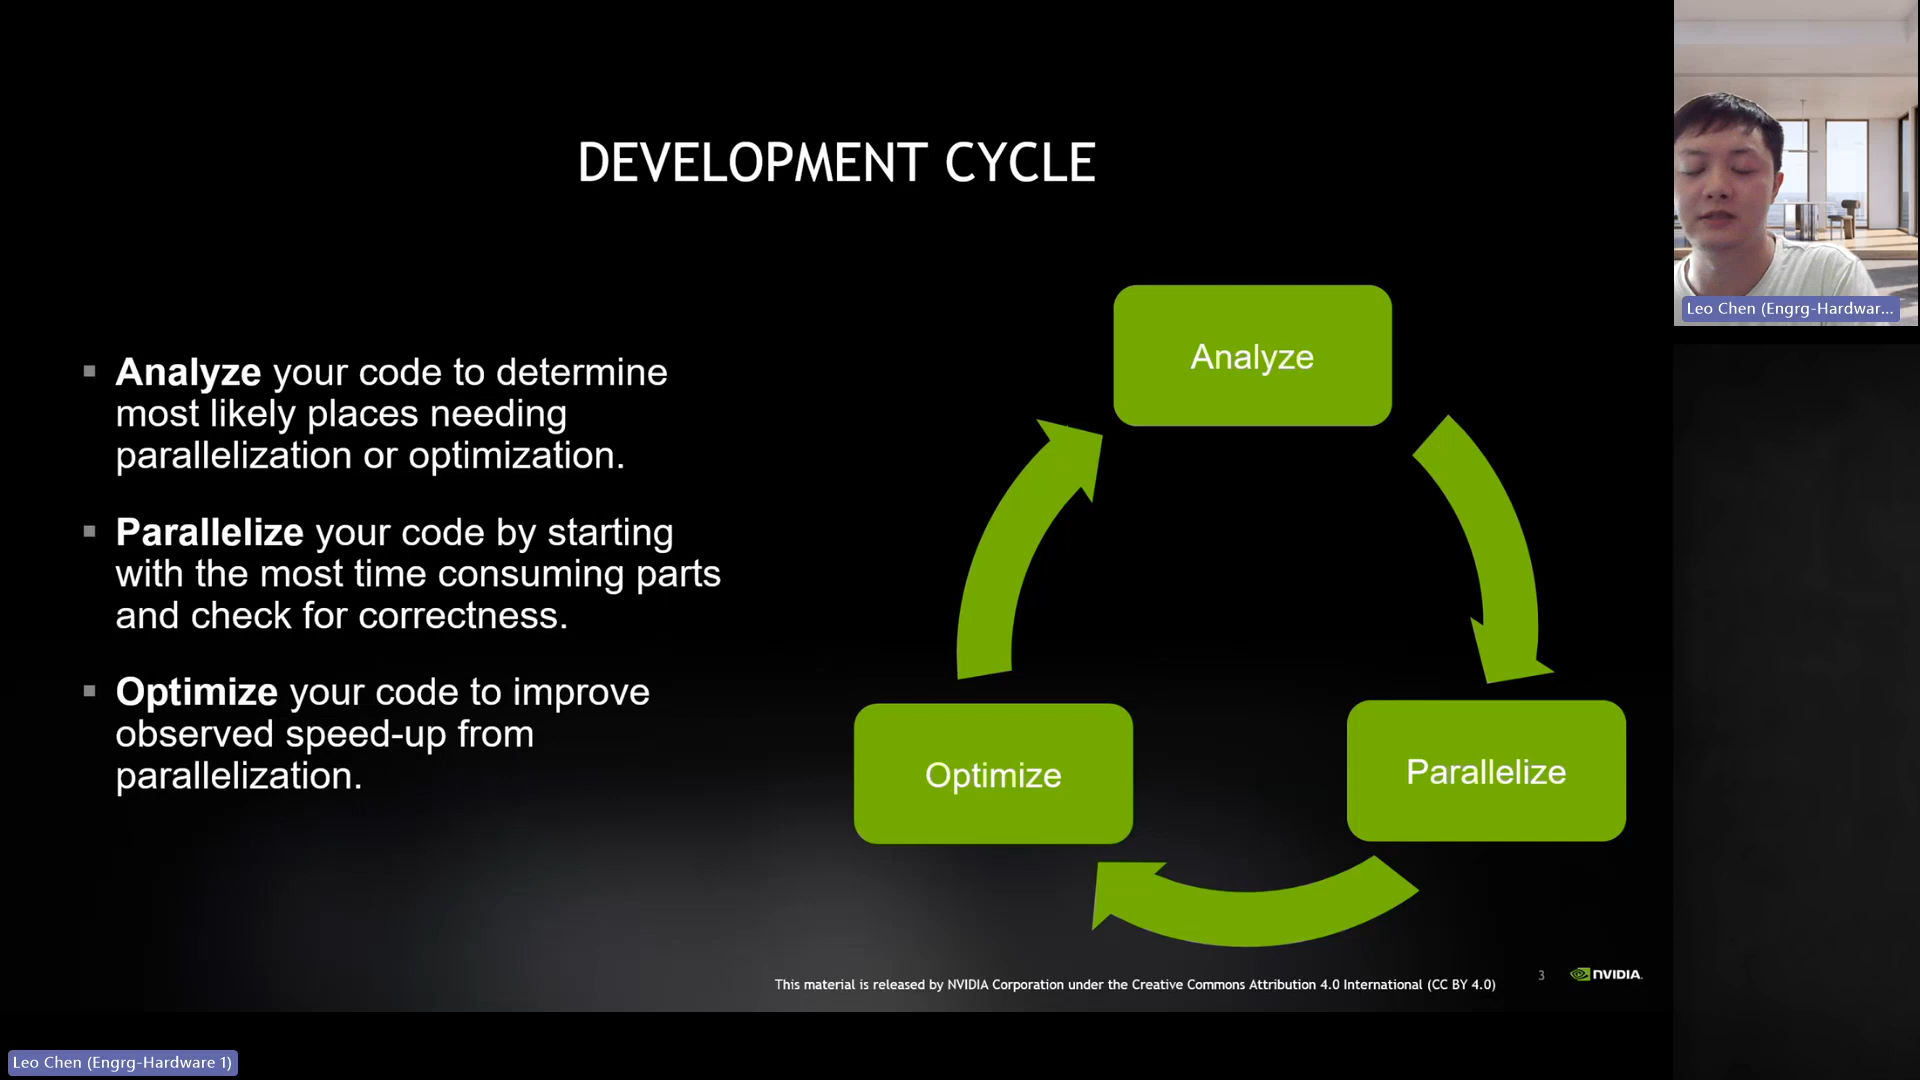 DEVELOPMENT CYCLE
Analyze your code to determine
most likely places needing
parallelization or optimization.
Parallelize your code by starting
with the most time consuming parts
and check for correctness.
Optimize your code to improve
observed speed-up from
parallelization.
Analyze
Optimize
Parallelize
This material is released by NVIDIA Corporation under the Creative Commons Attribution 4.0 International (CC BY 4.0)
3
NVIDIA
Leo Chen (Engrg-Hardwar...
Leo Chen (Engrg-Hardware 1)